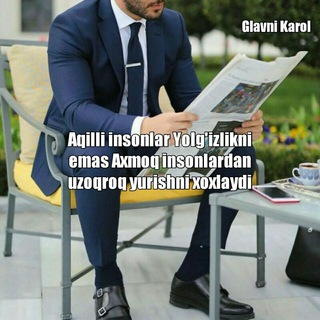 Glavni Karol
Aqilli insonlar Yolg'izlikni
emas Axmoq insonlardan
uzoqroq yurishni xoxlaydi